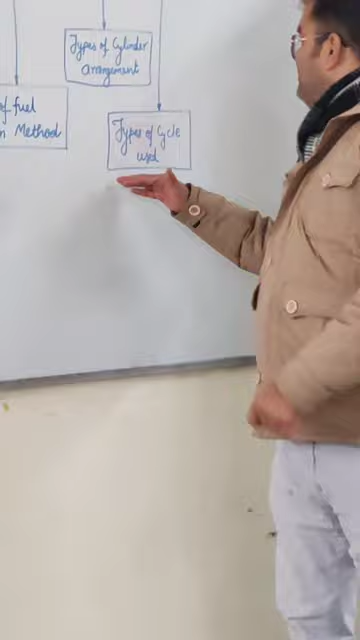 Types of Cylinder
arrangement
of fuel
Method
Types of Cycle
used